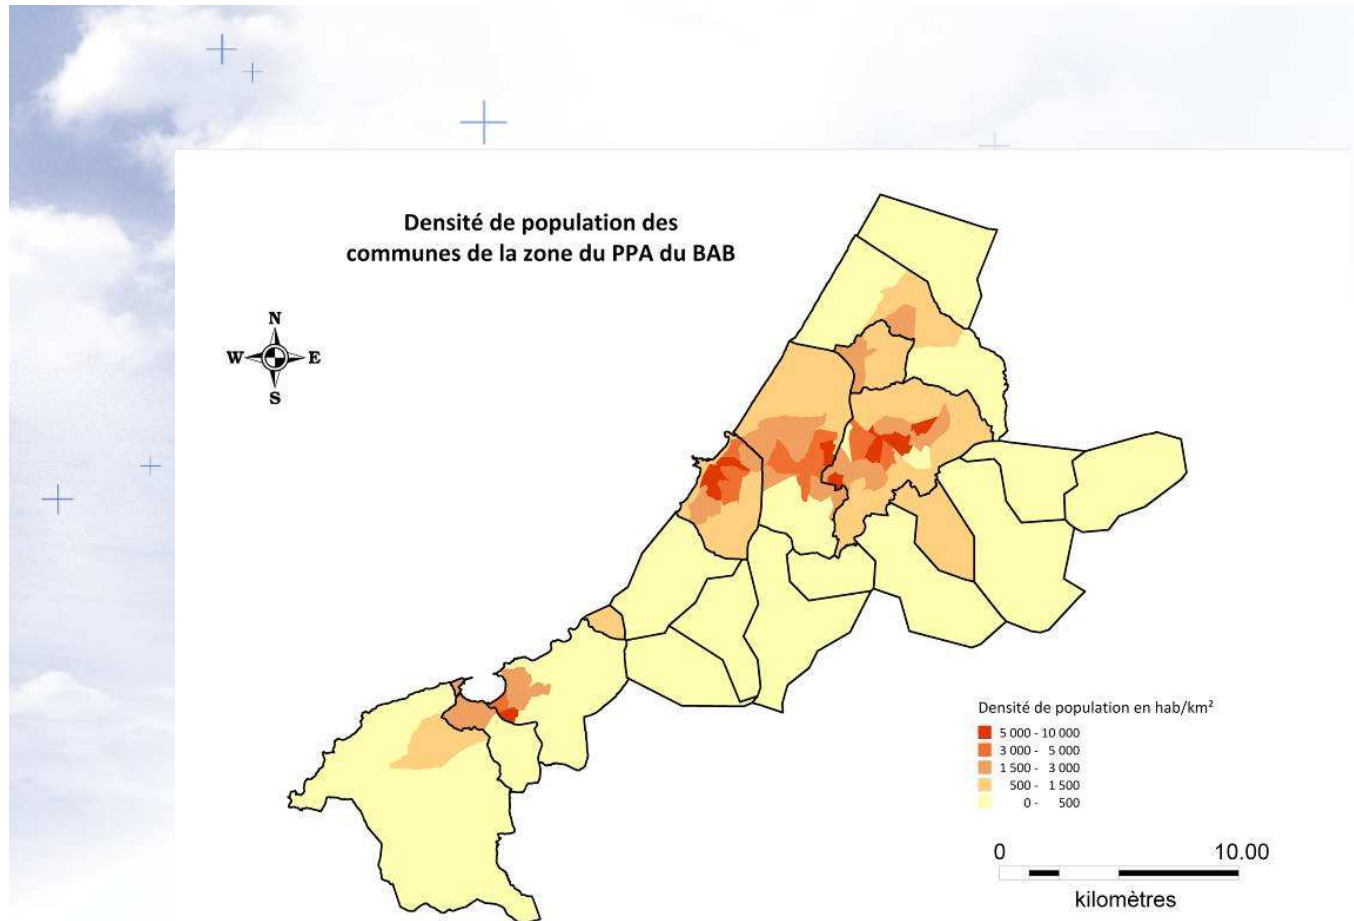 Densité de population des
communes de la zone du PPA du BAB
N
W E
S
Densité de population en hab/km²
5 000 - 10 000
3 000 - 5 000
1 500 - 3 000
500 - 1 500
0 - 500
0 10.00
kilomètres